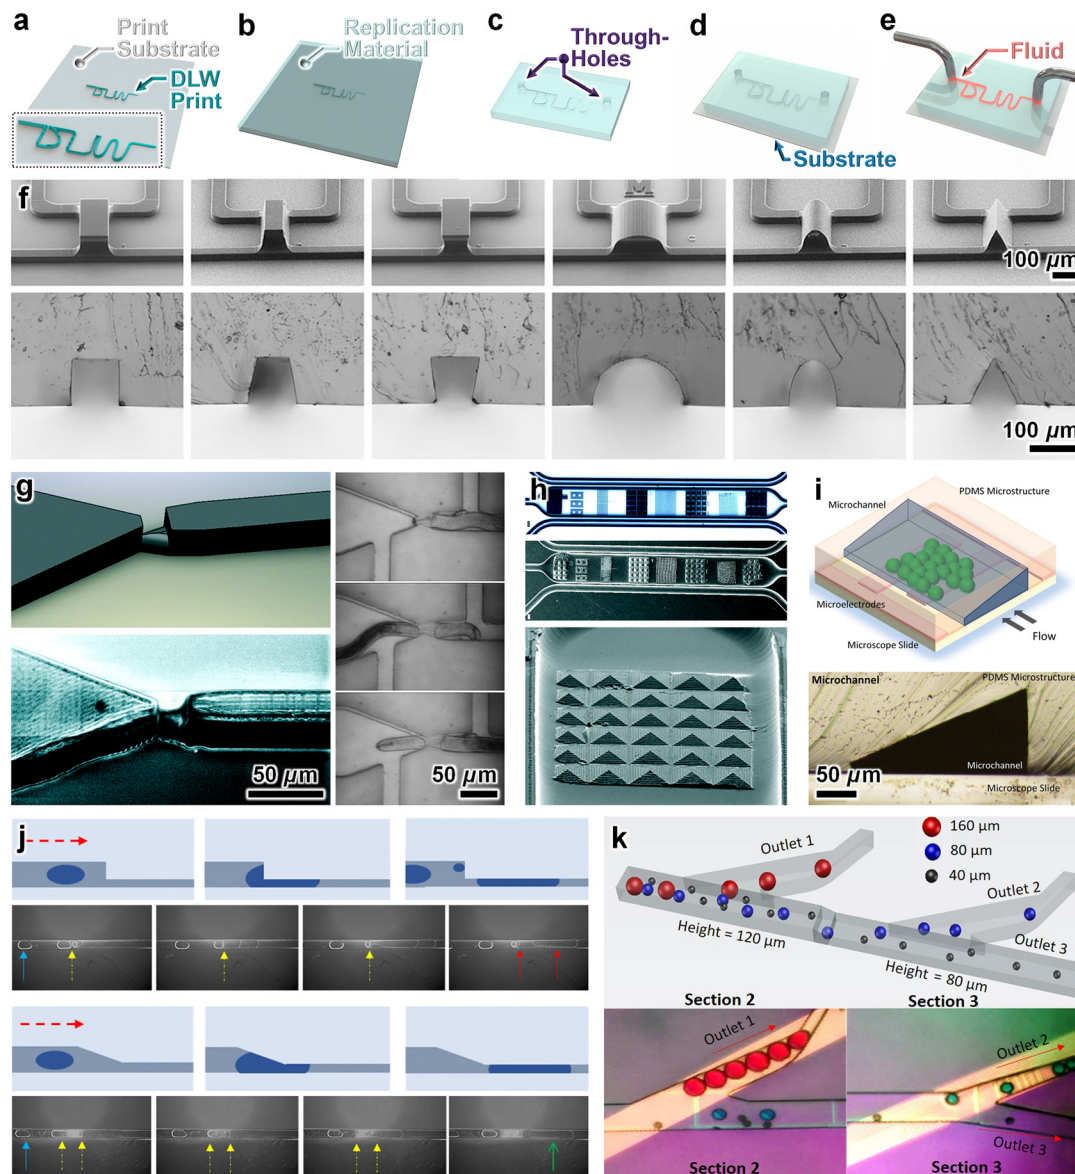 a
Print
Substrate
DLW
Print
b
Replication
Material
c
Through-
Holes
d
Substrate
e
Fluid
f
100 µm
100 µm
g
50 µm
50 µm
h
i
Microchannel
PDMS Microstructure
Microelectrodes
Microscope Slide
Flow
Microchannel
PDMS Microstructure
Microchannel
50 µm
Microscope Slide
j
k
160 µm
80 µm
40 µm
Outlet 1
Outlet 2
Outlet 3
Height = 120 µm
Height = 80 µm
Section 2
Section 3
Outlet 1
Outlet 2
Outlet 3
Section 2
Section 3